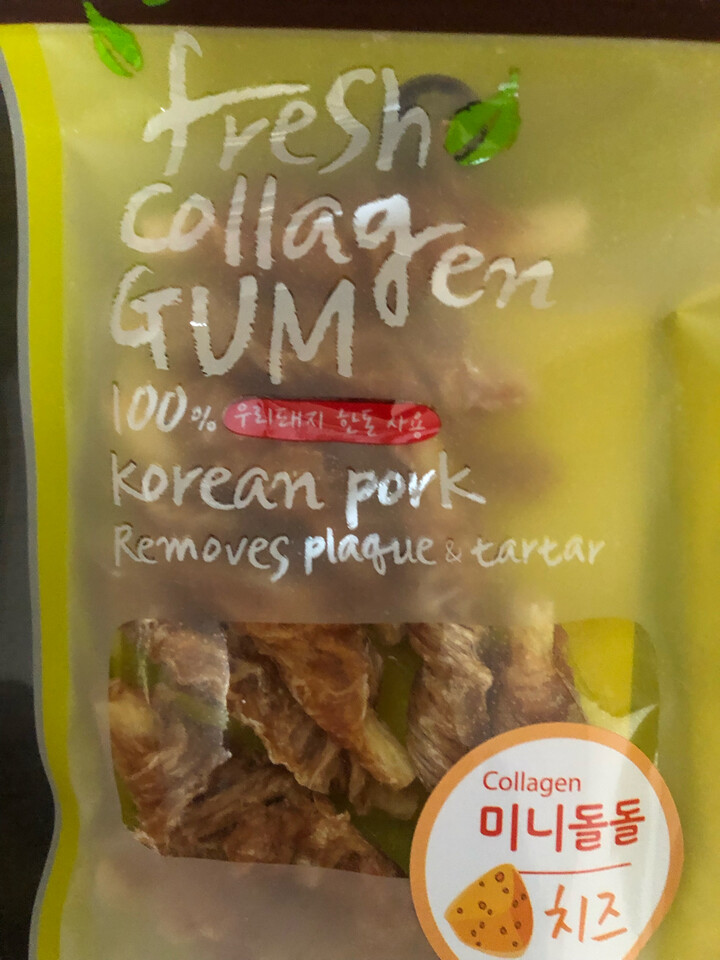 fresh
collagen
GUM
100% 우리돼지 한돈 사용
korean pork
Removes plaque & tartar
Collagen
미니돌돌
치즈